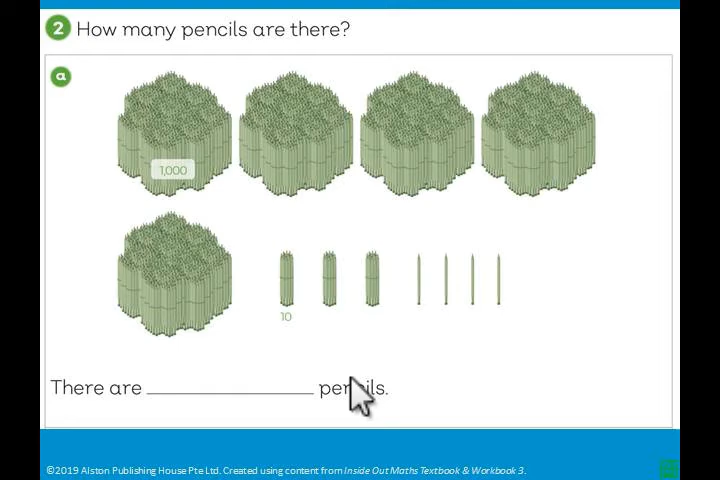 2 How many pencils are there?
a
1,000
10
There are ____________ pencils.
©2019 Alston Publishing House Pte Ltd. Created using content from Inside Out Maths Textbook & Workbook 3.